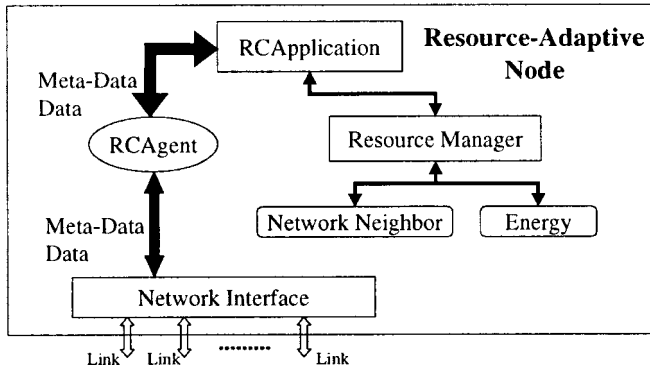 RCApplication
Resource-Adaptive
Node
Meta-Data
Data
RCAgent
Resource Manager
Network Neighbor
Energy
Meta-Data
Data
Network Interface
Link
Link
Link